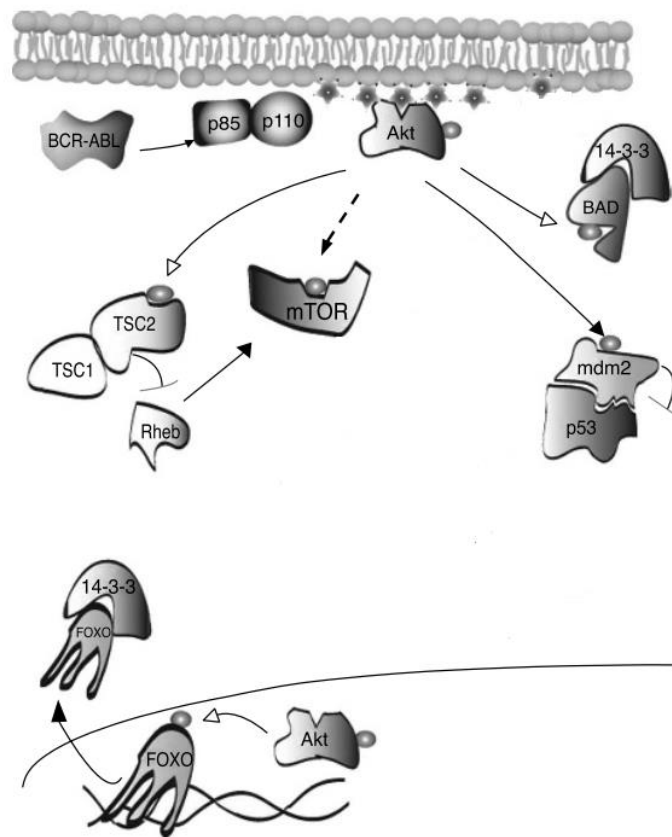 BCR-ABL
p85
p110
Akt
14-3-3
BAD
TSC2
TSC1
mTOR
Rheb
mdm2
p53
14-3-3
FOXO
FOXO
Akt